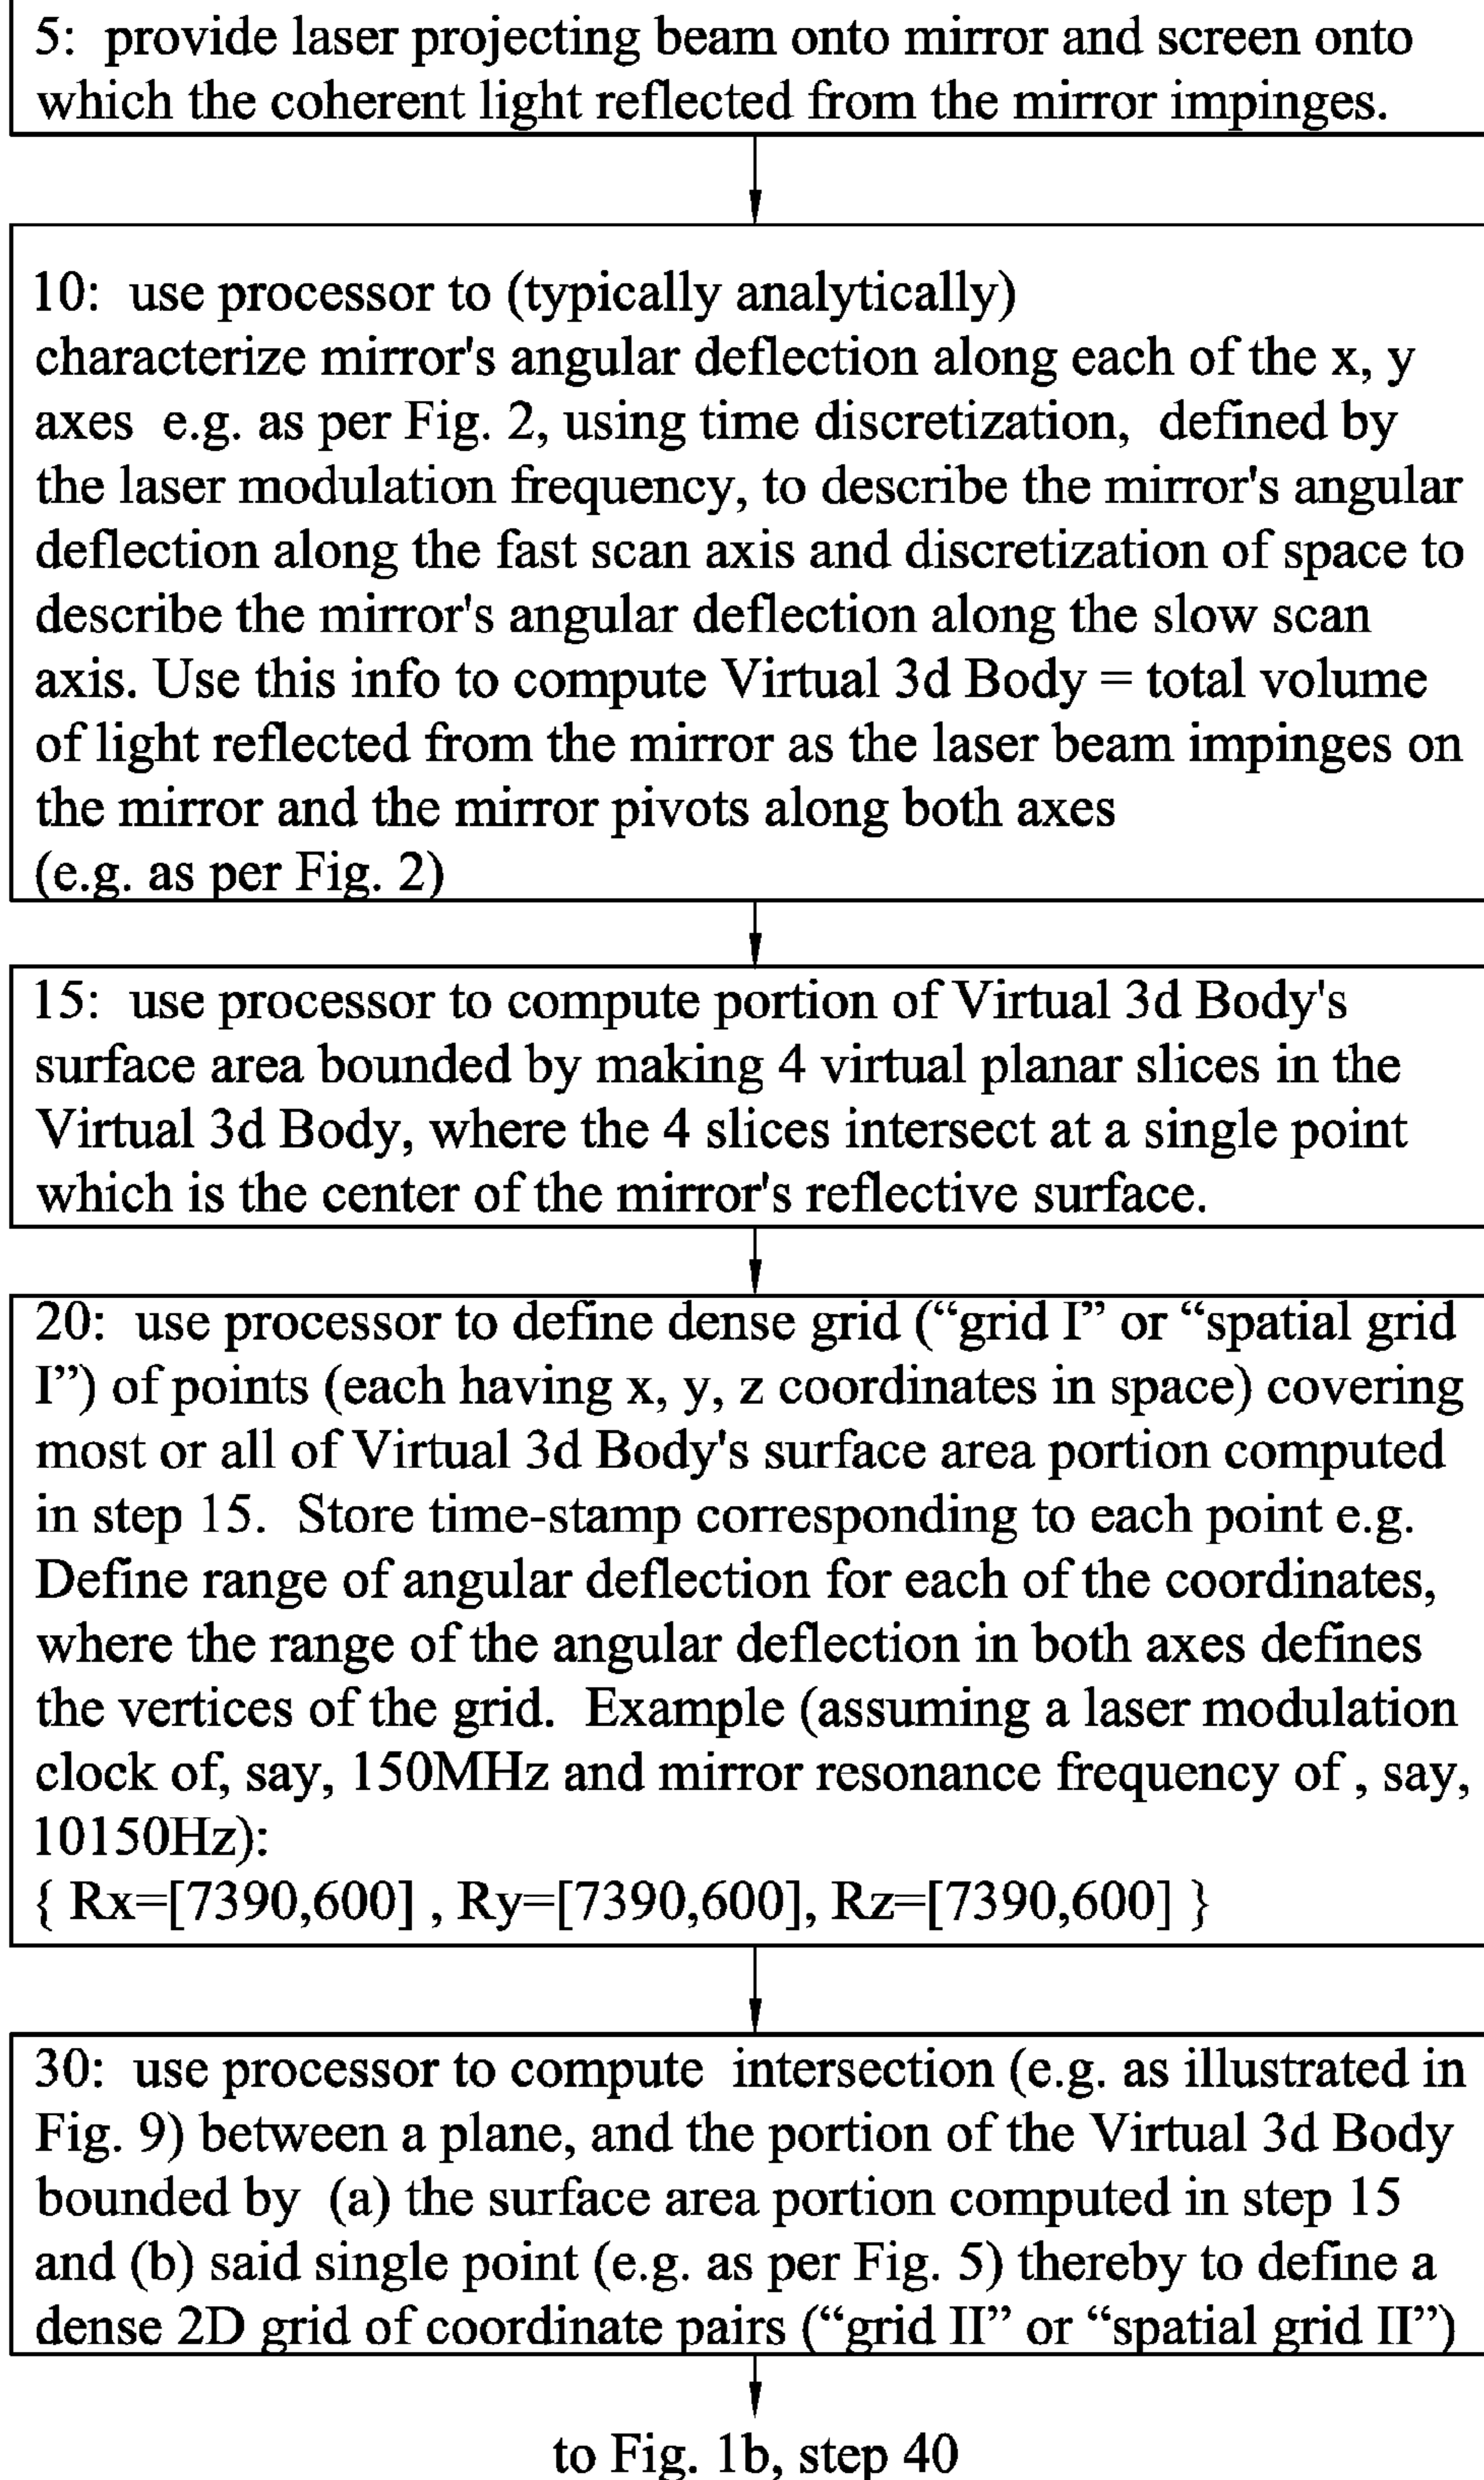 5: provide laser projecting beam onto mirror and screen onto
which the coherent light reflected from the mirror impinges.
10: use processor to (typically analytically)
characterize mirror's angular deflection along each of the x, y
axes e.g. as per Fig. 2, using time discretization, defined by
the laser modulation frequency, to describe the mirror's angular
deflection along the fast scan axis and discretization of space to
describe the mirror's angular deflection along the slow scan
axis. Use this info to compute Virtual 3d Body = total volume
of light reflected from the mirror as the laser beam impinges on
the mirror and the mirror pivots along both axes
(e.g. as per Fig. 2)
15: use processor to compute portion of Virtual 3d Body's
surface area bounded by making 4 virtual planar slices in the
Virtual 3d Body, where the 4 slices intersect at a single point
which is the center of the mirror's reflective surface.
20: use processor to define dense grid (“grid I” or “spatial grid
I”) of points (each having x, y, z coordinates in space) covering
most or all of Virtual 3d Body's surface area portion computed
in step 15. Store time-stamp corresponding to each point e.g.
Define range of angular deflection for each of the coordinates,
where the range of the angular deflection in both axes defines
the vertices of the grid. Example (assuming a laser modulation
clock of, say, 150MHz and mirror resonance frequency of , say,
10150Hz):
{ Rx=[7390,600] , Ry=[7390,600], Rz=[7390,600] }
30: use processor to compute intersection (e.g. as illustrated in
Fig. 9) between a plane, and the portion of the Virtual 3d Body
bounded by (a) the surface area portion computed in step 15
and (b) said single point (e.g. as per Fig. 5) thereby to define a
dense 2D grid of coordinate pairs (“grid II” or “spatial grid II”)
to Fig. 1b, step 40